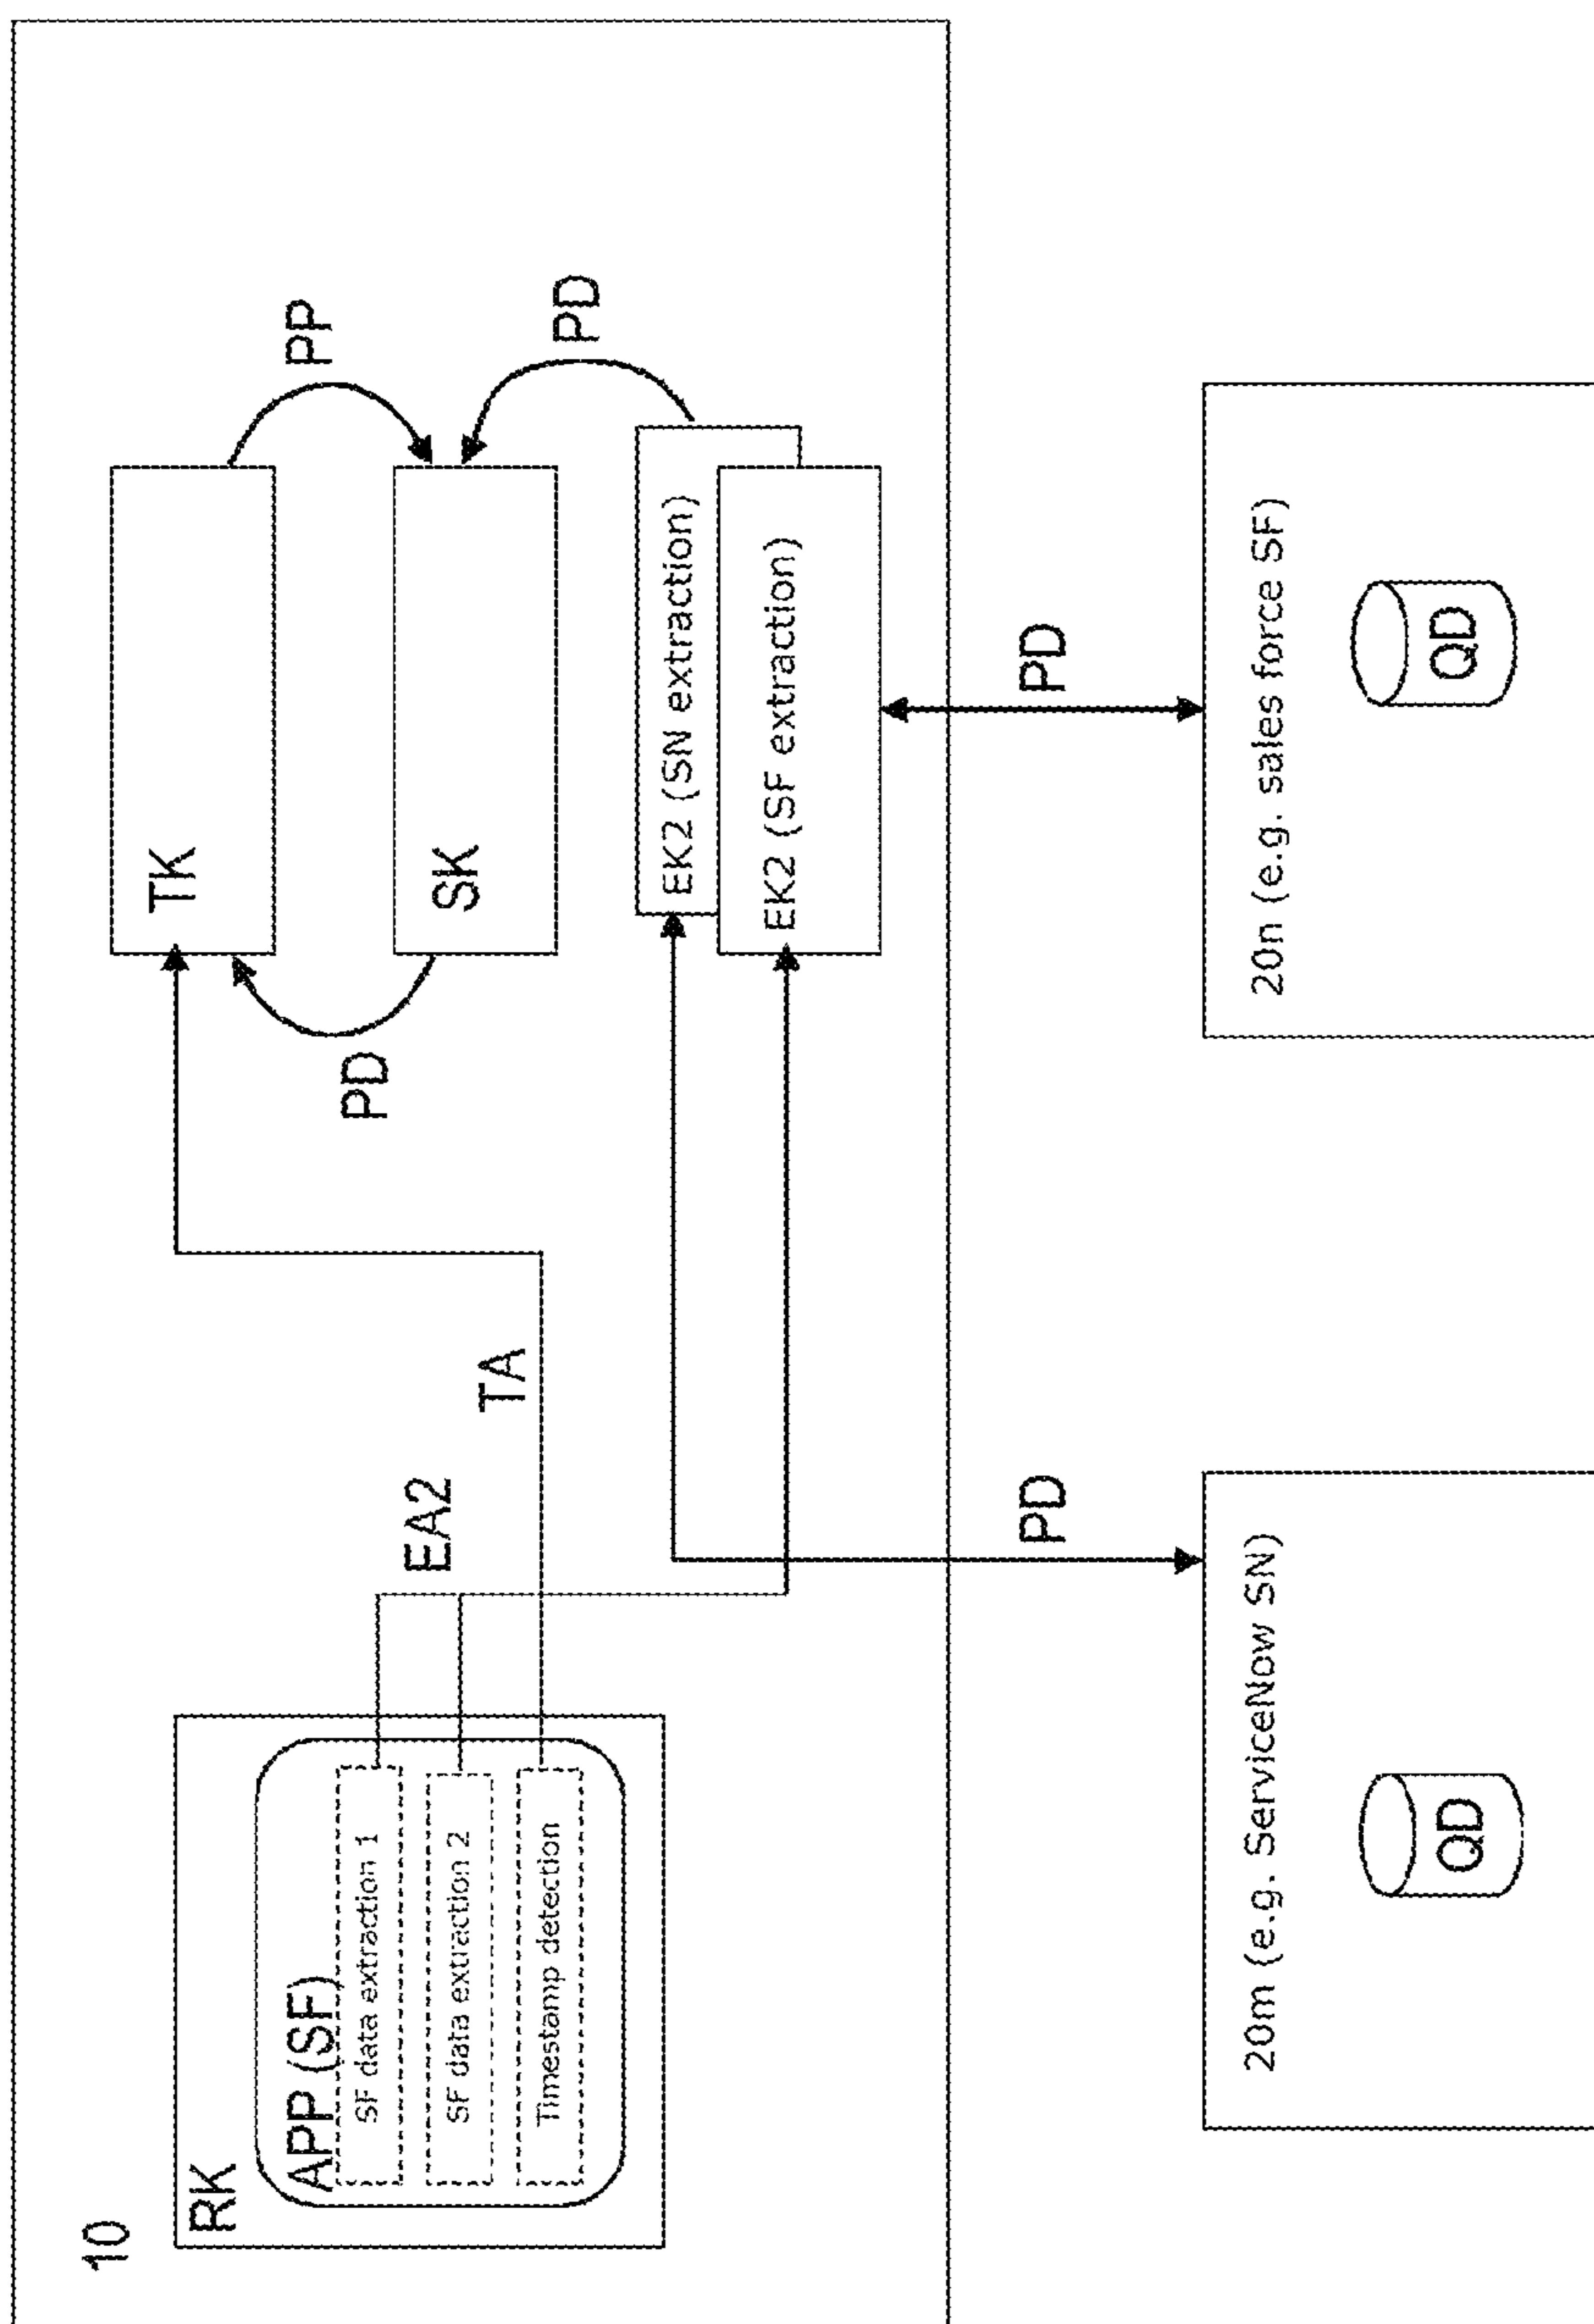 10
RK
APP (SF)
SF data extraction 1
SF data extraction 2
Timestamp detection
EA2
TA
PD
TK
PP
SK
PD
EK2 (SN extraction)
EK2 (SF extraction)
PD
PD
20m (e.g. ServiceNow SN)
QD
20n (e.g. sales force SF)
QD